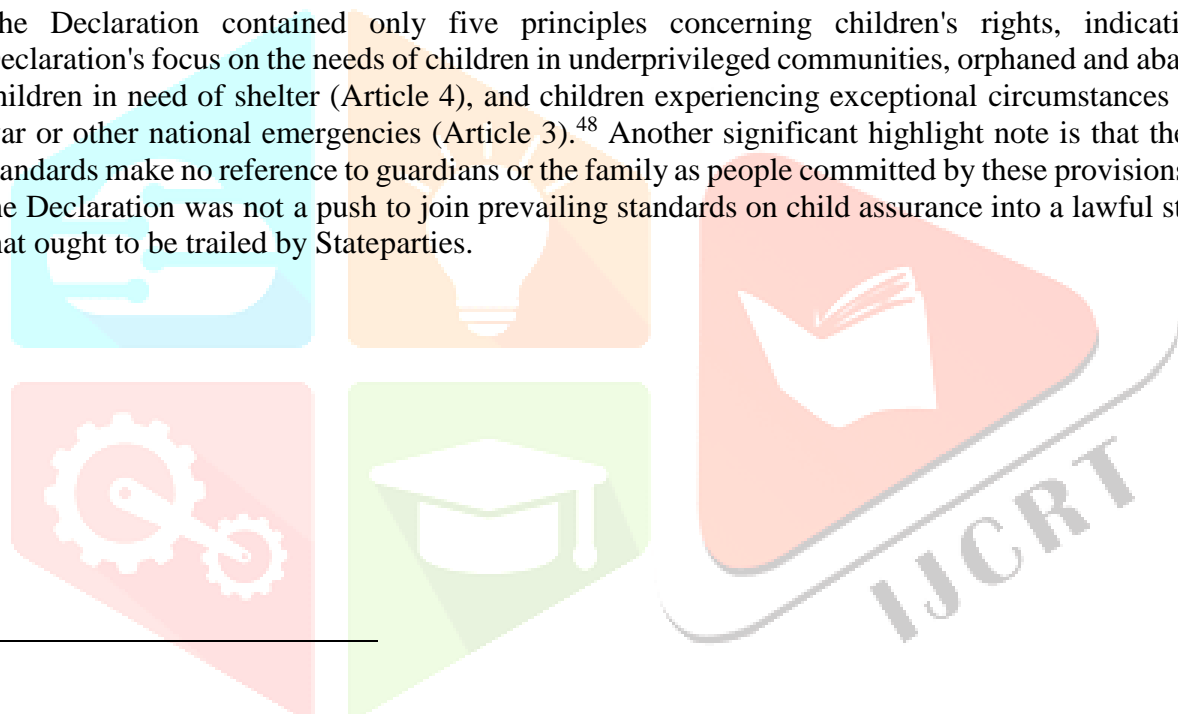 he Declaration contained only five principles concerning children's rights, indicati
eclaration's focus on the needs of children in underprivileged communities, orphaned and aba
hildren in need of shelter (Article 4), and children experiencing exceptional circumstances
ar or other national emergencies (Article 3).48 Another significant highlight note is that the
andards make no reference to guardians or the family as people committed by these provisions
he Declaration was not a push to join prevailing standards on child assurance into a lawful st
hat ought to be trailed by Stateparties.
IJCRT